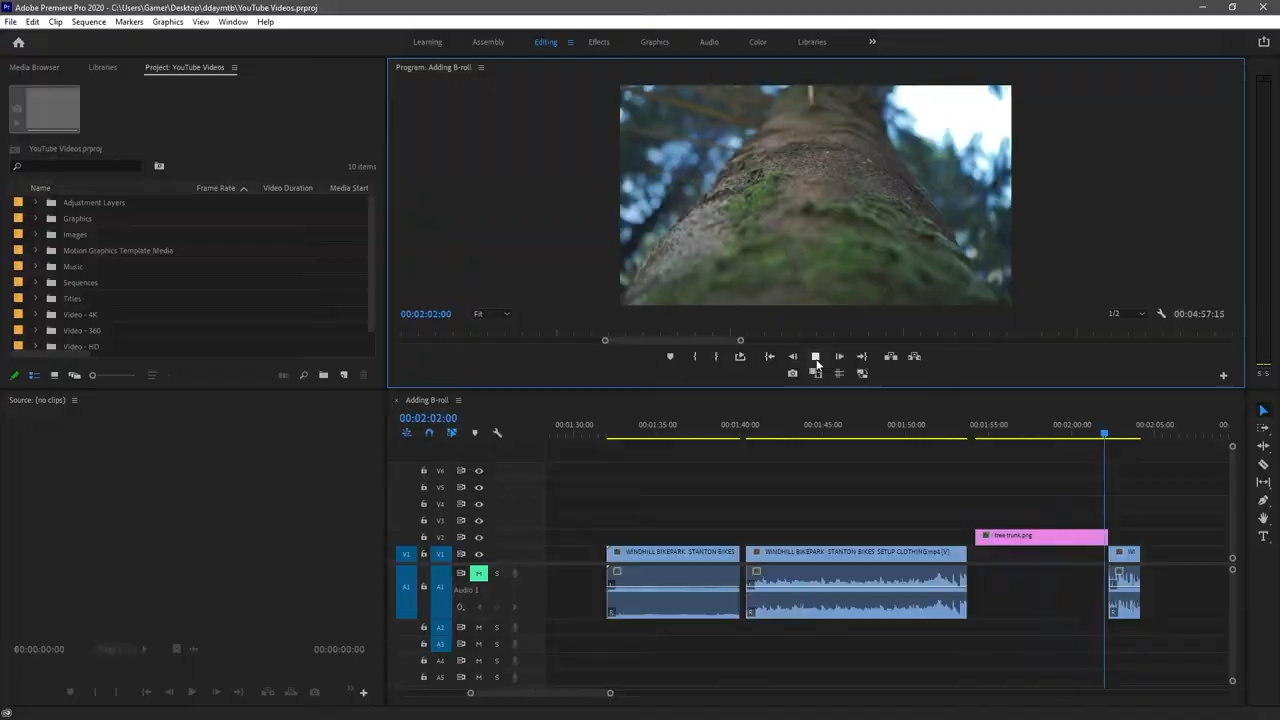 Pr Adobe Premiere Pro 2020 - C:\Users\Gamer\Desktop\ddaymtb\YouTube Videos.prproj
File Edit Clip Sequence Markers Graphics View Window Help
Learning Assembly Editing Effects Graphics Audio Color Libraries
Media Browser Libraries Project: YouTube Videos
Program: Adding B-roll
YouTube Videos.prproj
10 items
Name Frame Rate Video Duration Media Start
Adjustment Layers
Graphics
Images
Motion Graphics Template Media
Music
Sequences
Titles
Video - 4K
Video - 360
Video - HD
00:02:02:00 Fit 1/2 00:04:57:15
Source: (no clips)
Adding B-roll
00:02:02:00
00:01:30:00 00:01:35:00 00:01:40:00 00:01:45:00 00:01:50:00 00:01:55:00 00:02:00:00 00:02:05:00 00:
V6
V5
V4
V3
V2 tree trunk.png
V1 V1 WINDHILL BIKEPARK STANTON BIKES WINDHILL BIKEPARK STANTON BIKES SETUP CLOTHING.mp4 [V] WI
M S
A1 A1
Audio 1
L L
R R
A2 M S
A3 M S
A4 M S
A5 M S
00:00:00:00 00:00:00:00
S S